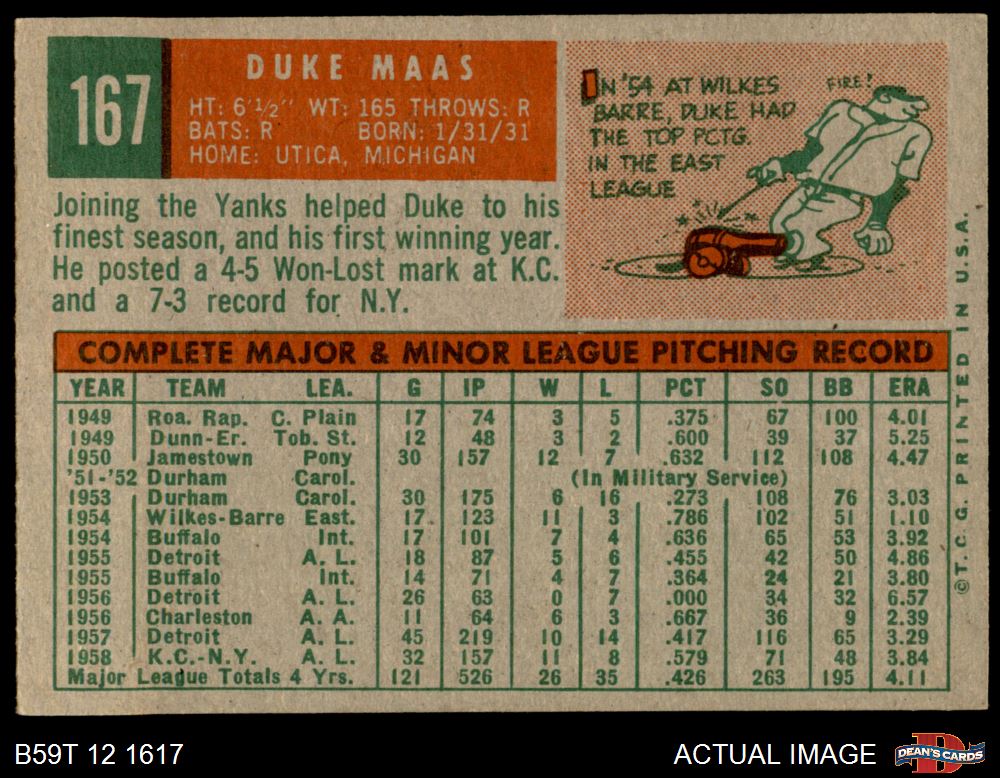 167
DUKE MAAS
HT: 6'½" WT: 165 THROWS: R
BATS: R BORN: 1/31/31
HOME: UTICA, MICHIGAN
IN '54 AT WILKES
BARRE, DUKE HAD
THE TOP PCTG.
IN THE EAST
LEAGUE
FIRE!
Joining the Yanks helped Duke to his
finest season, and his first winning year.
He posted a 4-5 Won-Lost mark at K.C.
and a 7-3 record for N.Y.
COMPLETE MAJOR & MINOR LEAGUE PITCHING RECORD
YEAR TEAM LEA. G IP W L PCT SO BB ERA
1949 Roa. Rap. C. Plain 17 74 3 5 .375 67 100 4.01
1949 Dunn-Er. Tob. St. 12 48 3 2 .600 39 37 5.25
1950 Jamestown Pony 30 157 12 7 .632 112 108 4.47
'51-'52 Durham Carol. (In Military Service)
1953 Durham Carol. 30 175 6 16 .273 108 76 3.03
1954 Wilkes-Barre East. 17 123 11 3 .786 102 51 1.10
1954 Buffalo Int. 17 101 7 4 .636 65 53 3.92
1955 Detroit A. L. 18 87 5 6 .455 42 50 4.86
1955 Buffalo Int. 14 71 4 7 .364 24 21 3.80
1956 Detroit A. L. 26 63 0 7 .000 34 32 6.57
1956 Charleston A. A. 11 64 6 3 .667 36 9 2.39
1957 Detroit A. L. 45 219 10 14 .417 116 65 3.29
1958 K.C.-N.Y. A. L. 32 157 11 8 .579 71 48 3.84
Major League Totals 4 Yrs. 121 526 26 35 .426 263 195 4.11
©T.C.G. PRINTED IN U.S.A.
B59T 12 1617
ACTUAL IMAGE
DEAN'S CARDS